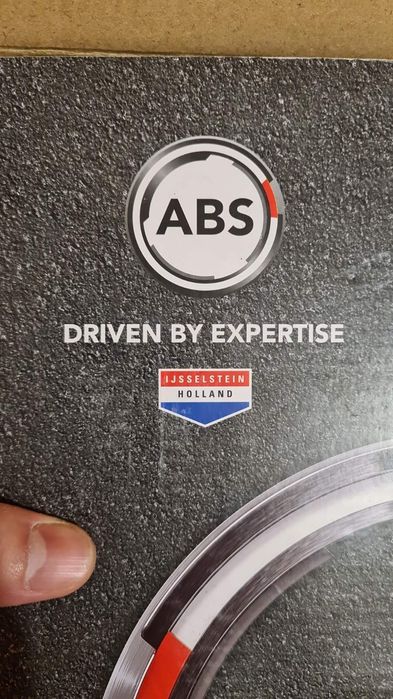 ABS
DRIVEN BY EXPERTISE
IJSSELSTEIN
HOLLAND